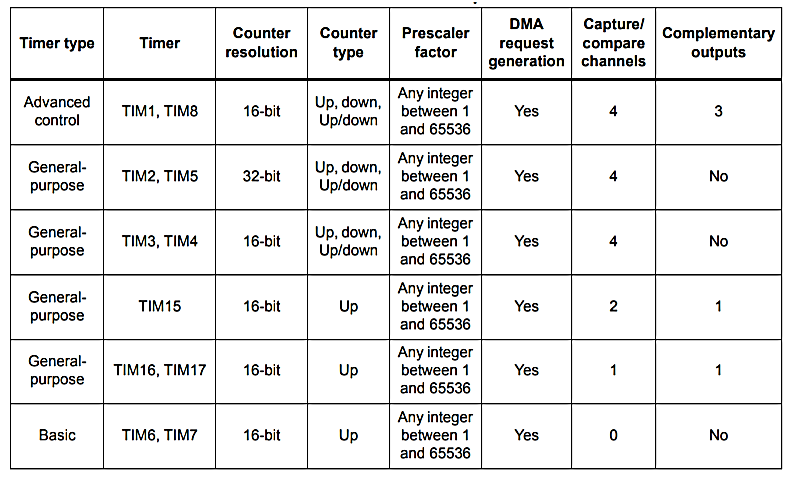 Timer type
Timer
Counter
resolution
Counter
type
Prescaler
factor
DMA
request
generation
Capture/
compare
channels
Complementary
outputs
Advanced
control
TIM1, TIM8
16-bit
Up, down,
Up/down
Any integer
between 1
and 65536
Yes
4
3
General-
purpose
TIM2, TIM5
32-bit
Up, down,
Up/down
Any integer
between 1
and 65536
Yes
4
No
General-
purpose
TIM3, TIM4
16-bit
Up, down,
Up/down
Any integer
between 1
and 65536
Yes
4
No
General-
purpose
TIM15
16-bit
Up
Any integer
between 1
and 65536
Yes
2
1
General-
purpose
TIM16, TIM17
16-bit
Up
Any integer
between 1
and 65536
Yes
1
1
Basic
TIM6, TIM7
16-bit
Up
Any integer
between 1
and 65536
Yes
0
No